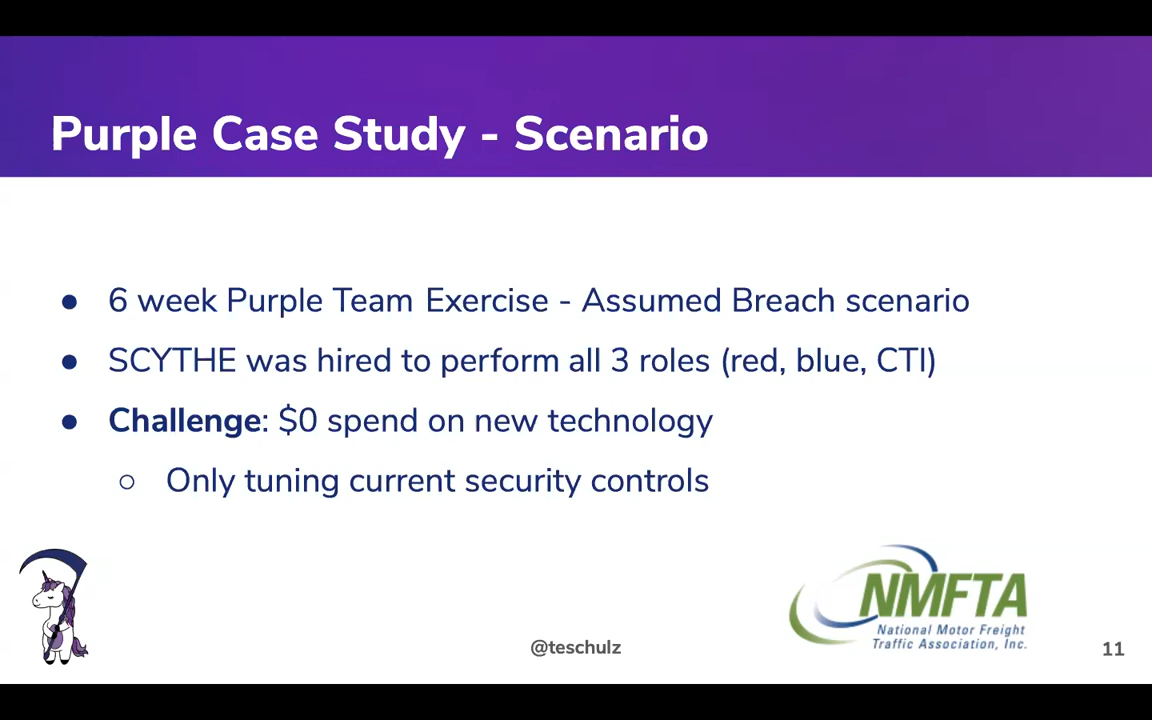 Purple Case Study - Scenario
● 6 week Purple Team Exercise - Assumed Breach scenario
● SCYTHE was hired to perform all 3 roles (red, blue, CTI)
● Challenge: $0 spend on new technology
○ Only tuning current security controls
NMFTA
National Motor Freight
Traffic Association, Inc.
@teschulz
11